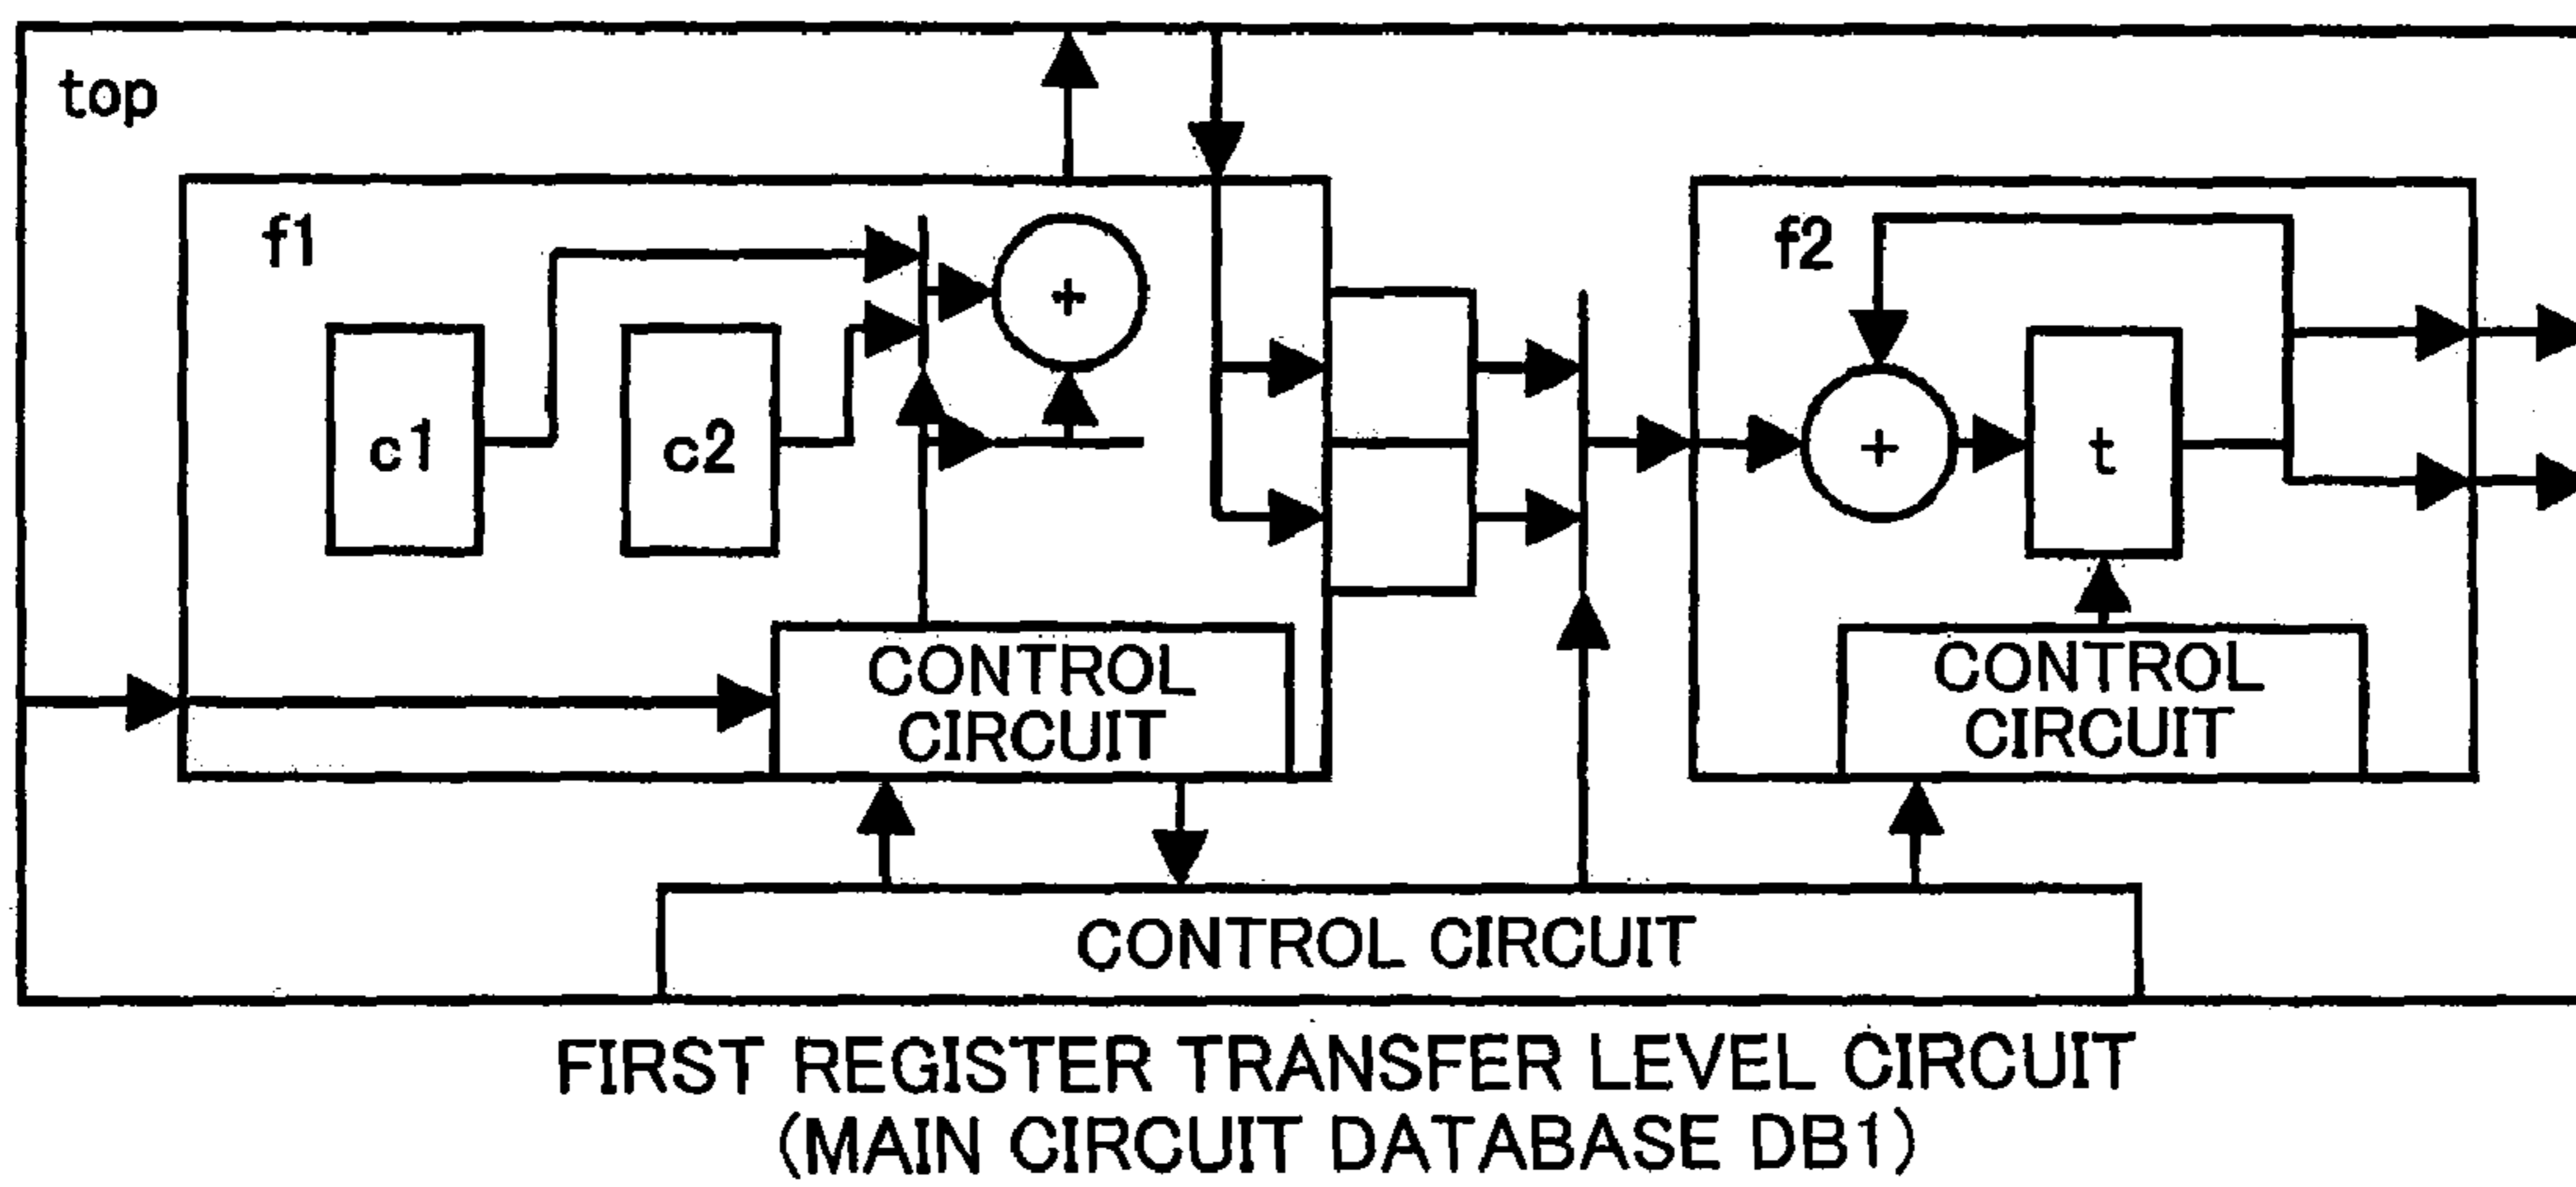 top
f1
f2
+
c1
c2
+
t
CONTROL
CIRCUIT
CONTROL
CIRCUIT
CONTROL CIRCUIT
FIRST REGISTER TRANSFER LEVEL CIRCUIT
(MAIN CIRCUIT DATABASE DB1)